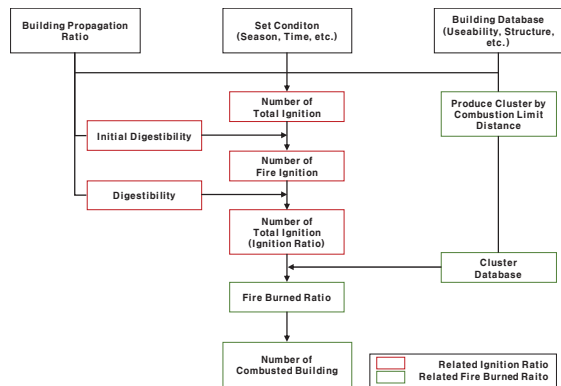 Building Propagation
Ratio
Set Conditon
(Season, Time, etc.)
Building Database
(Useability, Structure,
etc.)
Number of
Total Ignition
Produce Cluster by
Combustion Limit
Distance
Initial Digestibility
Number of
Fire Ignition
Digestibility
Number of
Total Ignition
(Ignition Ratio)
Cluster
Database
Fire Burned Ratio
Number of
Combusted Building
Related Ignition Ratio
Related Fire Burned Raito